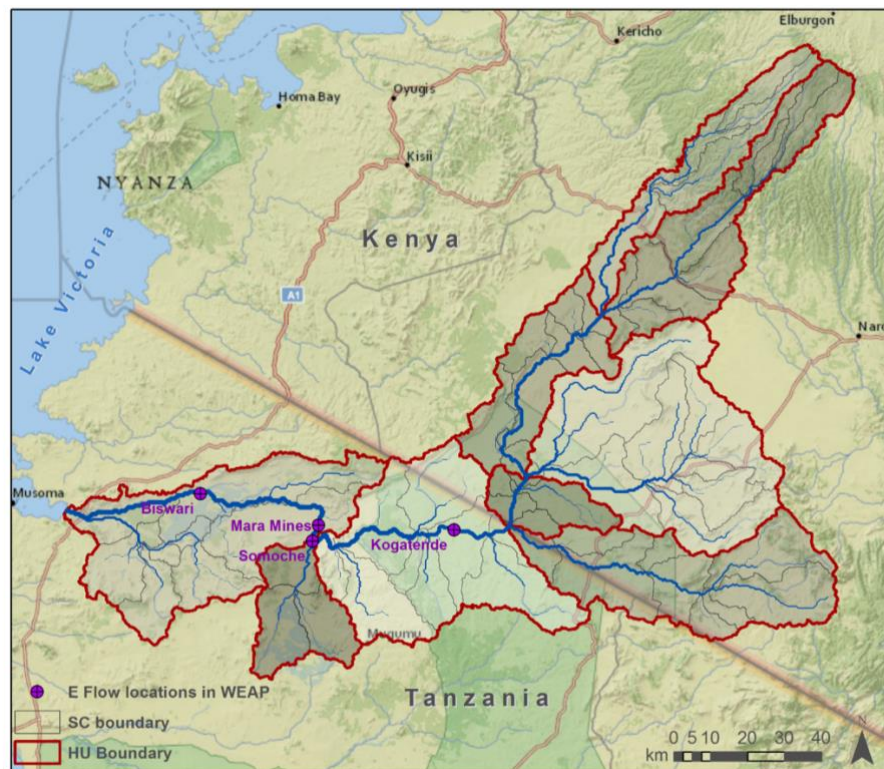 Elburgon
Kericho
Oyugis
Homa Bay
Kisii
NYANZA
Kenya
Lake Victoria
A1
Musoma
Biswari
Mara Mines
Somoche
Kogatende
Mugumu
Tanzania
E Flow locations in WEAP
SC boundary
HU Boundary
0 5 10 20 30 40
km
N